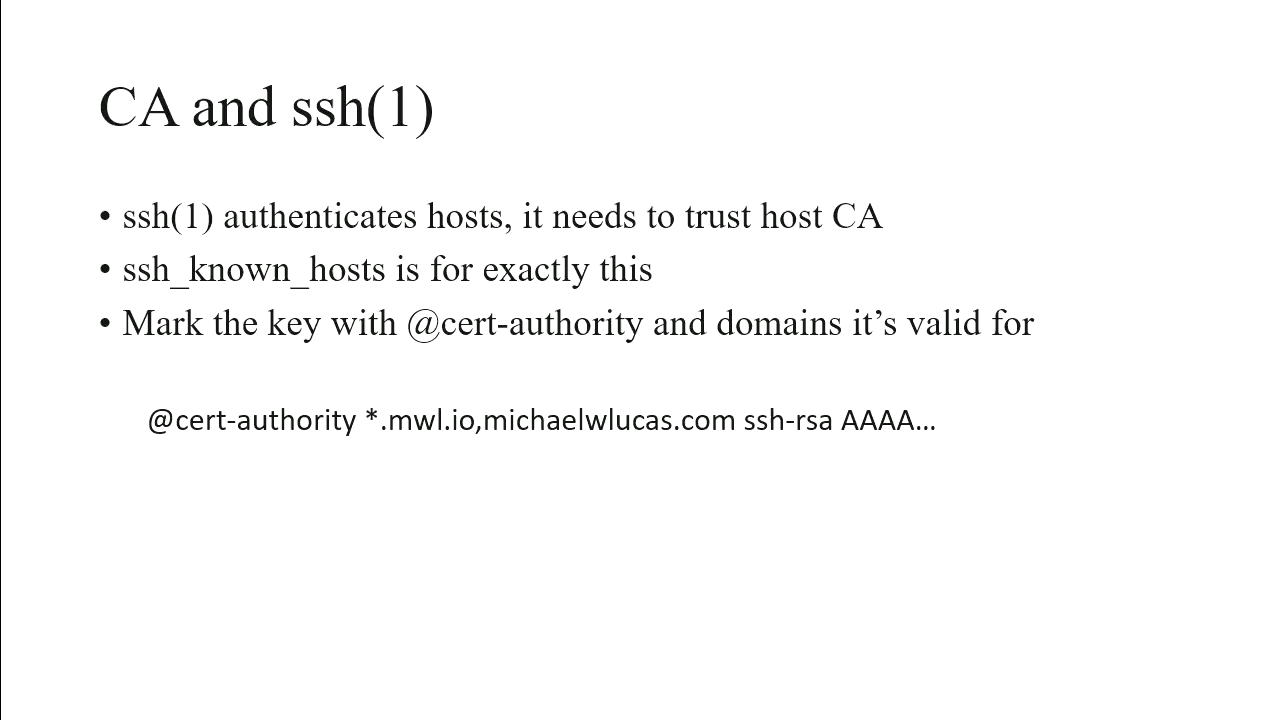 CA and ssh(1)
• ssh(1) authenticates hosts, it needs to trust host CA
• ssh_known_hosts is for exactly this
• Mark the key with @cert-authority and domains it’s valid for
@cert-authority *.mwl.io,michaelwlucas.com ssh-rsa AAAA…